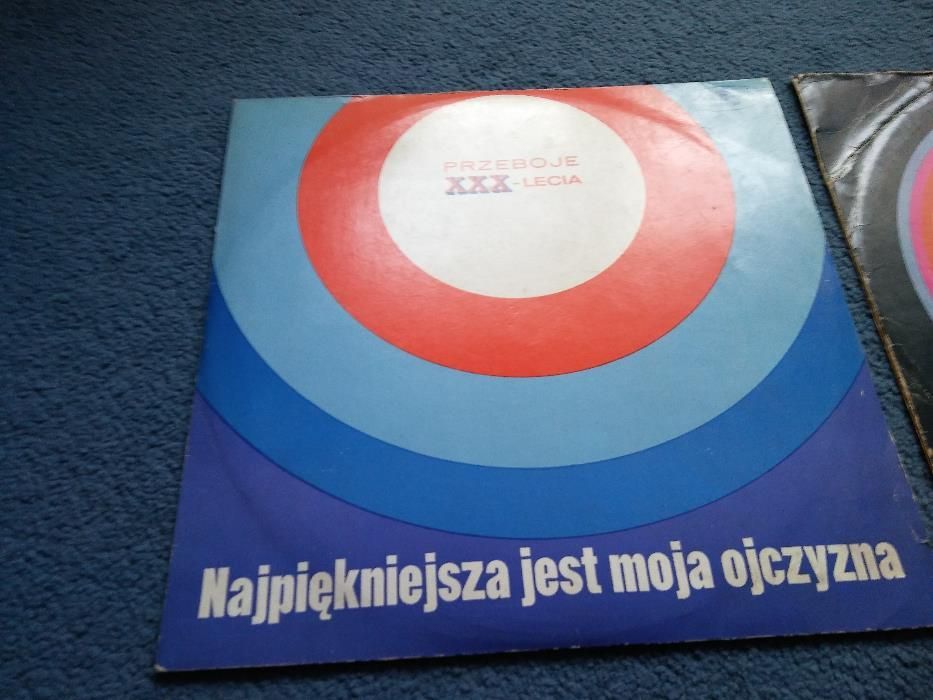 PRZEBOJE
XXX-LECIA
Najpiękniejsza jest moja ojczyzna